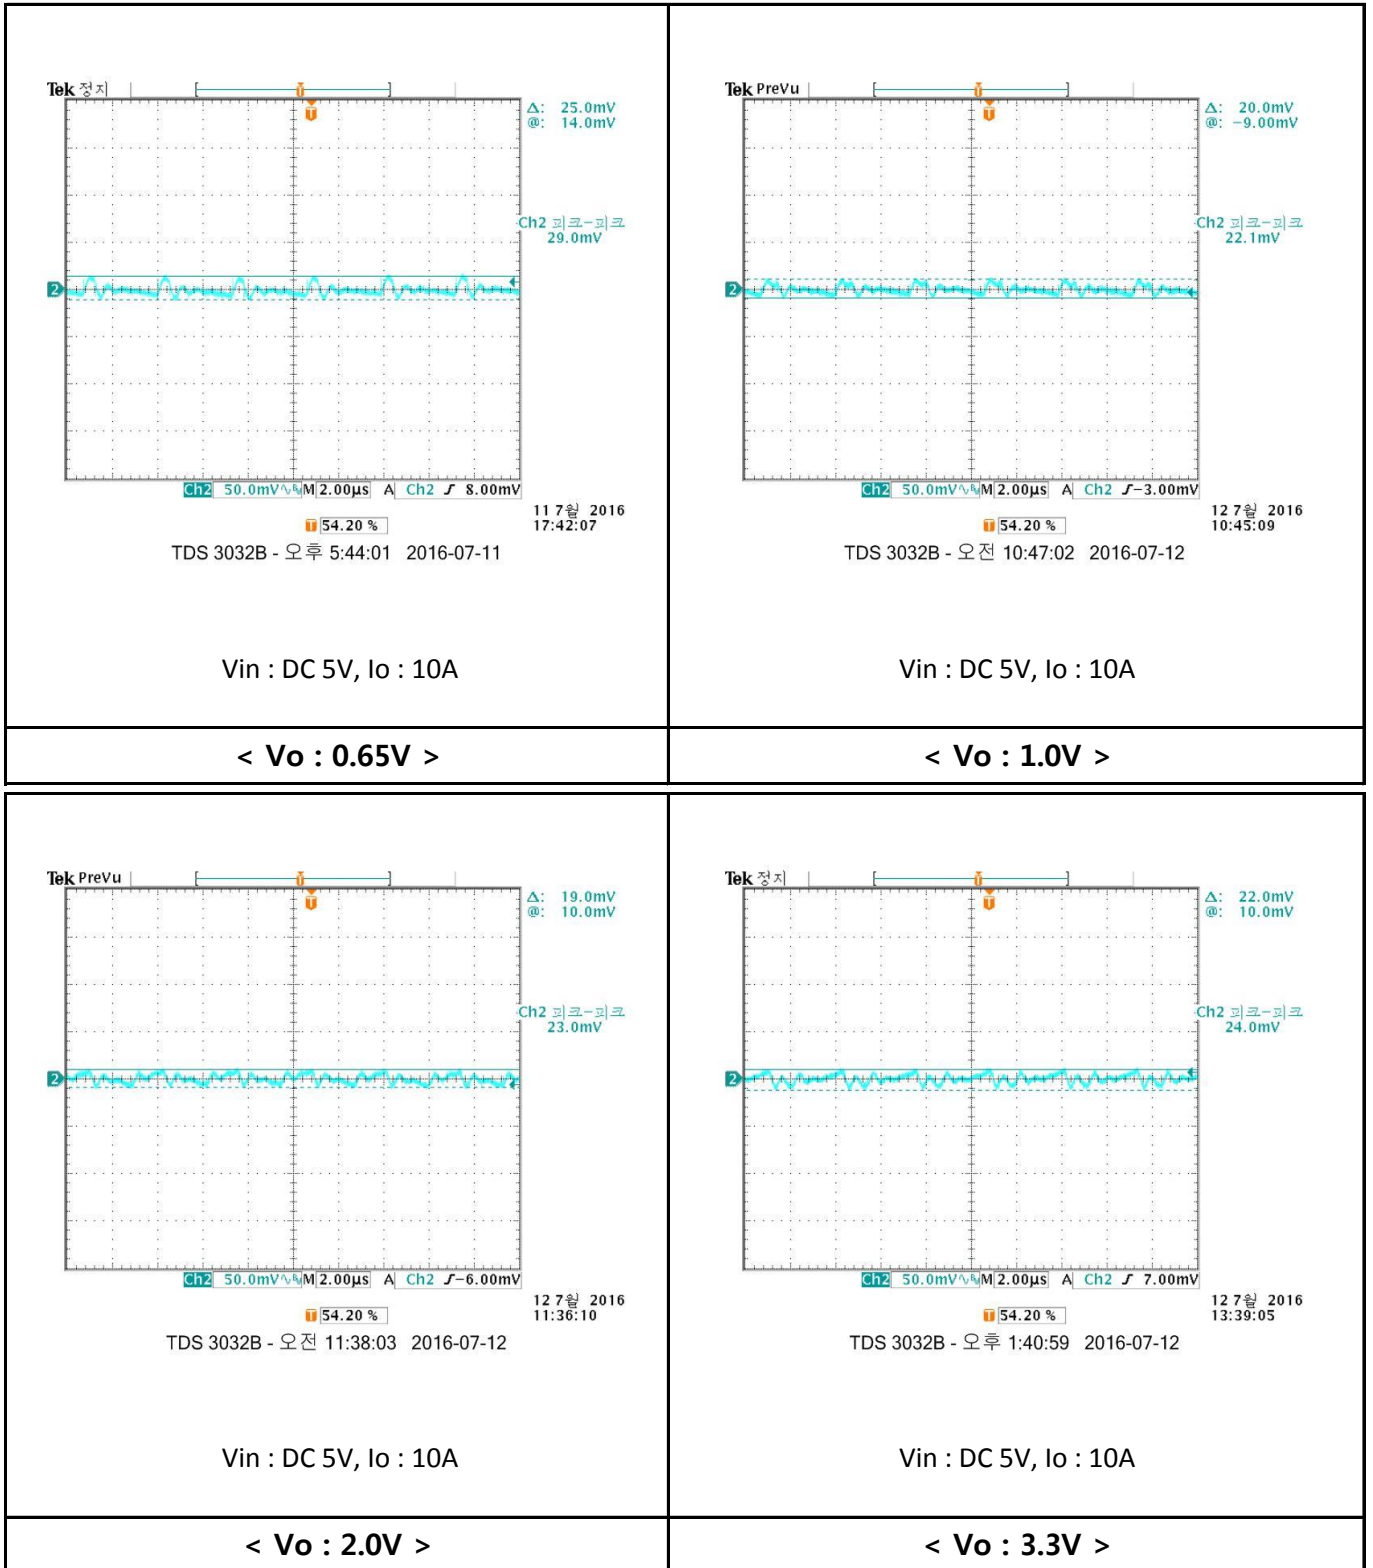 Tek 정지
Δ: 25.0mV
@: 14.0mV
Ch2 피크-피크
29.0mV
2
Ch2 50.0mV M 2.00µs A Ch2 8.00mV
11 7월 2016
17:42:07
T 54.20 %
TDS 3032B - 오후 5:44:01 2016-07-11
Vin : DC 5V, Io : 10A
< Vo : 0.65V >
Tek PreVu
Δ: 20.0mV
@: -9.00mV
Ch2 피크-피크
22.1mV
2
Ch2 50.0mV M 2.00µs A Ch2 -3.00mV
12 7월 2016
10:45:09
T 54.20 %
TDS 3032B - 오전 10:47:02 2016-07-12
Vin : DC 5V, Io : 10A
< Vo : 1.0V >
Tek PreVu
Δ: 19.0mV
@: 10.0mV
Ch2 피크-피크
23.0mV
2
Ch2 50.0mV M 2.00µs A Ch2 -6.00mV
12 7월 2016
11:36:10
T 54.20 %
TDS 3032B - 오전 11:38:03 2016-07-12
Vin : DC 5V, Io : 10A
< Vo : 2.0V >
Tek 정지
Δ: 22.0mV
@: 10.0mV
Ch2 피크-피크
24.0mV
2
Ch2 50.0mV M 2.00µs A Ch2 7.00mV
12 7월 2016
13:39:05
T 54.20 %
TDS 3032B - 오후 1:40:59 2016-07-12
Vin : DC 5V, Io : 10A
< Vo : 3.3V >